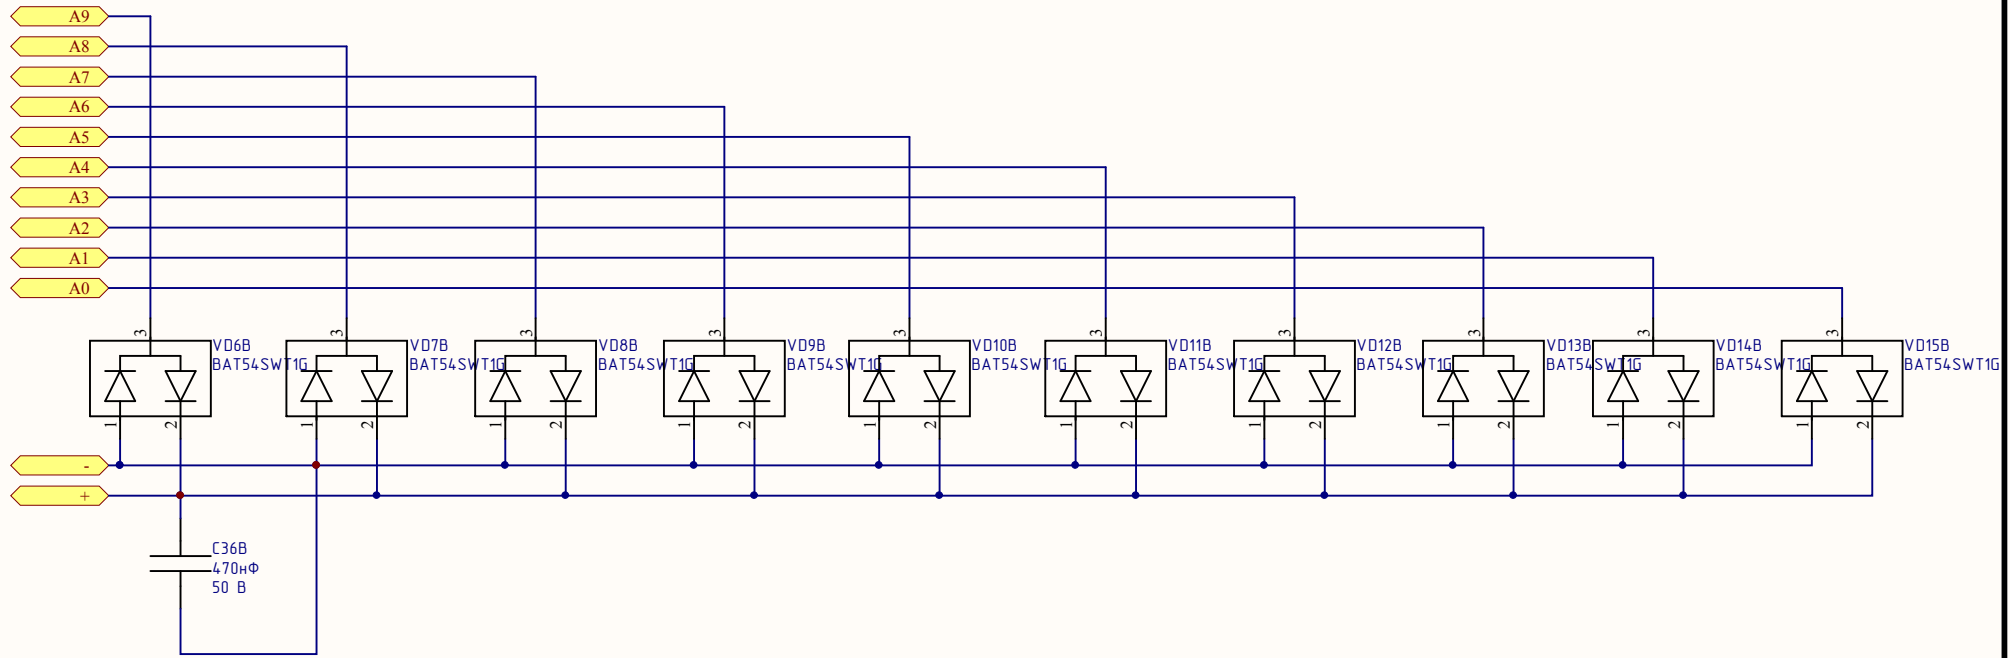 A9
A8
A7
A6
A5
A4
A3
A2
A1
A0
3 3 3 3 3 3 3 3 3 3
VD6B VD7B VD8B VD9B VD10B VD11B VD12B VD13B VD14B VD15B
BAT54SWT1G BAT54SWT1G BAT54SWT1G BAT54SWT1G BAT54SWT1G BAT54SWT1G BAT54SWT1G BAT54SWT1G BAT54SWT1G BAT54SWT1G
1 2 1 2 1 2 1 2 1 2 1 2 1 2 1 2 1 2 1 2
-
+
C36B
470нФ
50 В